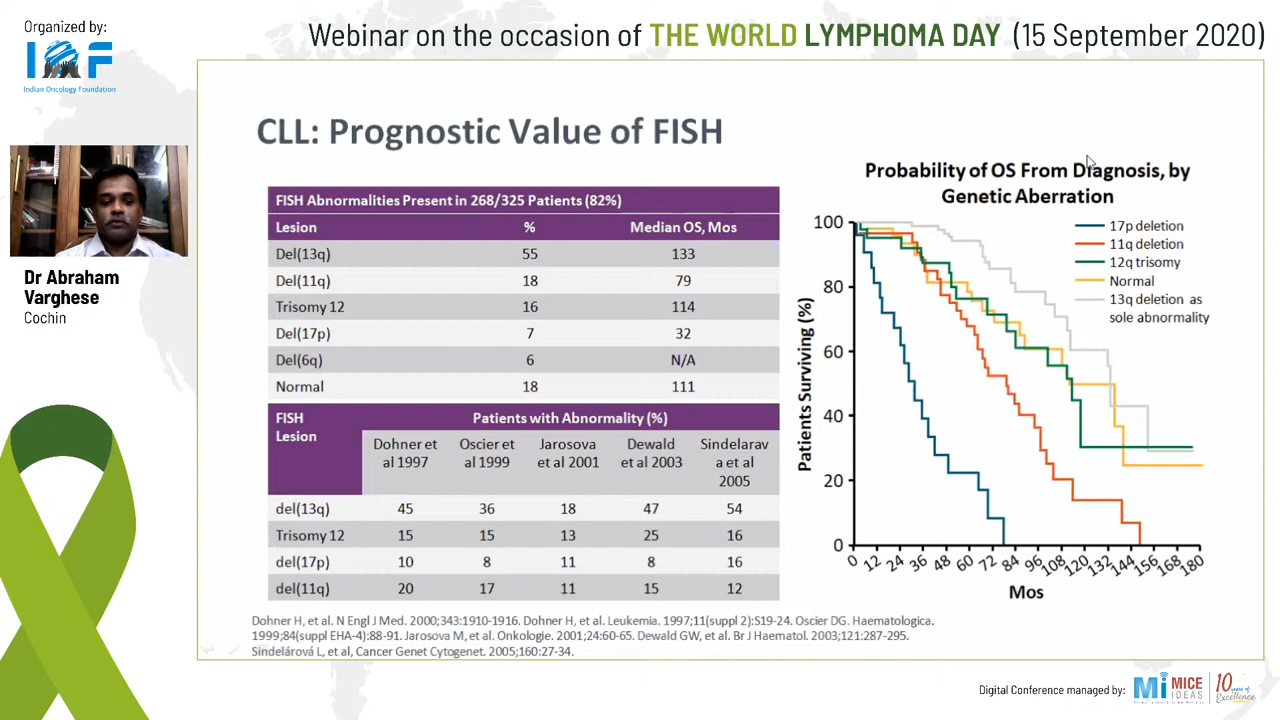 Organized by:
Webinar on the occasion of THE WORLD LYMPHOMA DAY (15 September 2020)
IOF
Indian Oncology Foundation
Dr Abraham
Varghese
Cochin
CLL: Prognostic Value of FISH
FISH Abnormalities Present in 268/325 Patients (82%)
Lesion % Median OS, Mos
Del(13q) 55 133
Del(11q) 18 79
Trisomy 12 16 114
Del(17p) 7 32
Del(6q) 6 N/A
Normal 18 111
FISH Lesion Patients with Abnormality (%)
Dohner et al 1997 Oscier et al 1999 Jarosova et al 2001 Dewald et al 2003 Sindelarav a et al 2005
del(13q) 45 36 18 47 54
Trisomy 12 15 15 13 25 16
del(17p) 10 8 11 8 16
del(11q) 20 17 11 15 12
Probability of OS From Diagnosis, by
Genetic Aberration
17p deletion
11q deletion
12q trisomy
Normal
13q deletion as
sole abnormality
Patients Surviving (%)
100
80
60
40
20
0
0 12 24 36 48 60 72 84 96 108 120 132 144 156 168 180
Mos
Dohner H, et al. N Engl J Med. 2000;343:1910-1916. Dohner H, et al. Leukemia. 1997;11(suppl 2):S19-24. Oscier DG. Haematologica.
1999;84(suppl EHA-4):88-91. Jarosova M, et al. Onkologie. 2001;24:60-65. Dewald GW, et al. Br J Haematol. 2003;121:287-295.
Sindelárová L, et al, Cancer Genet Cytogenet. 2005;160:27-34.
Digital Conference managed by:
Mi MICE
IDEAS
10 years of
Excellence